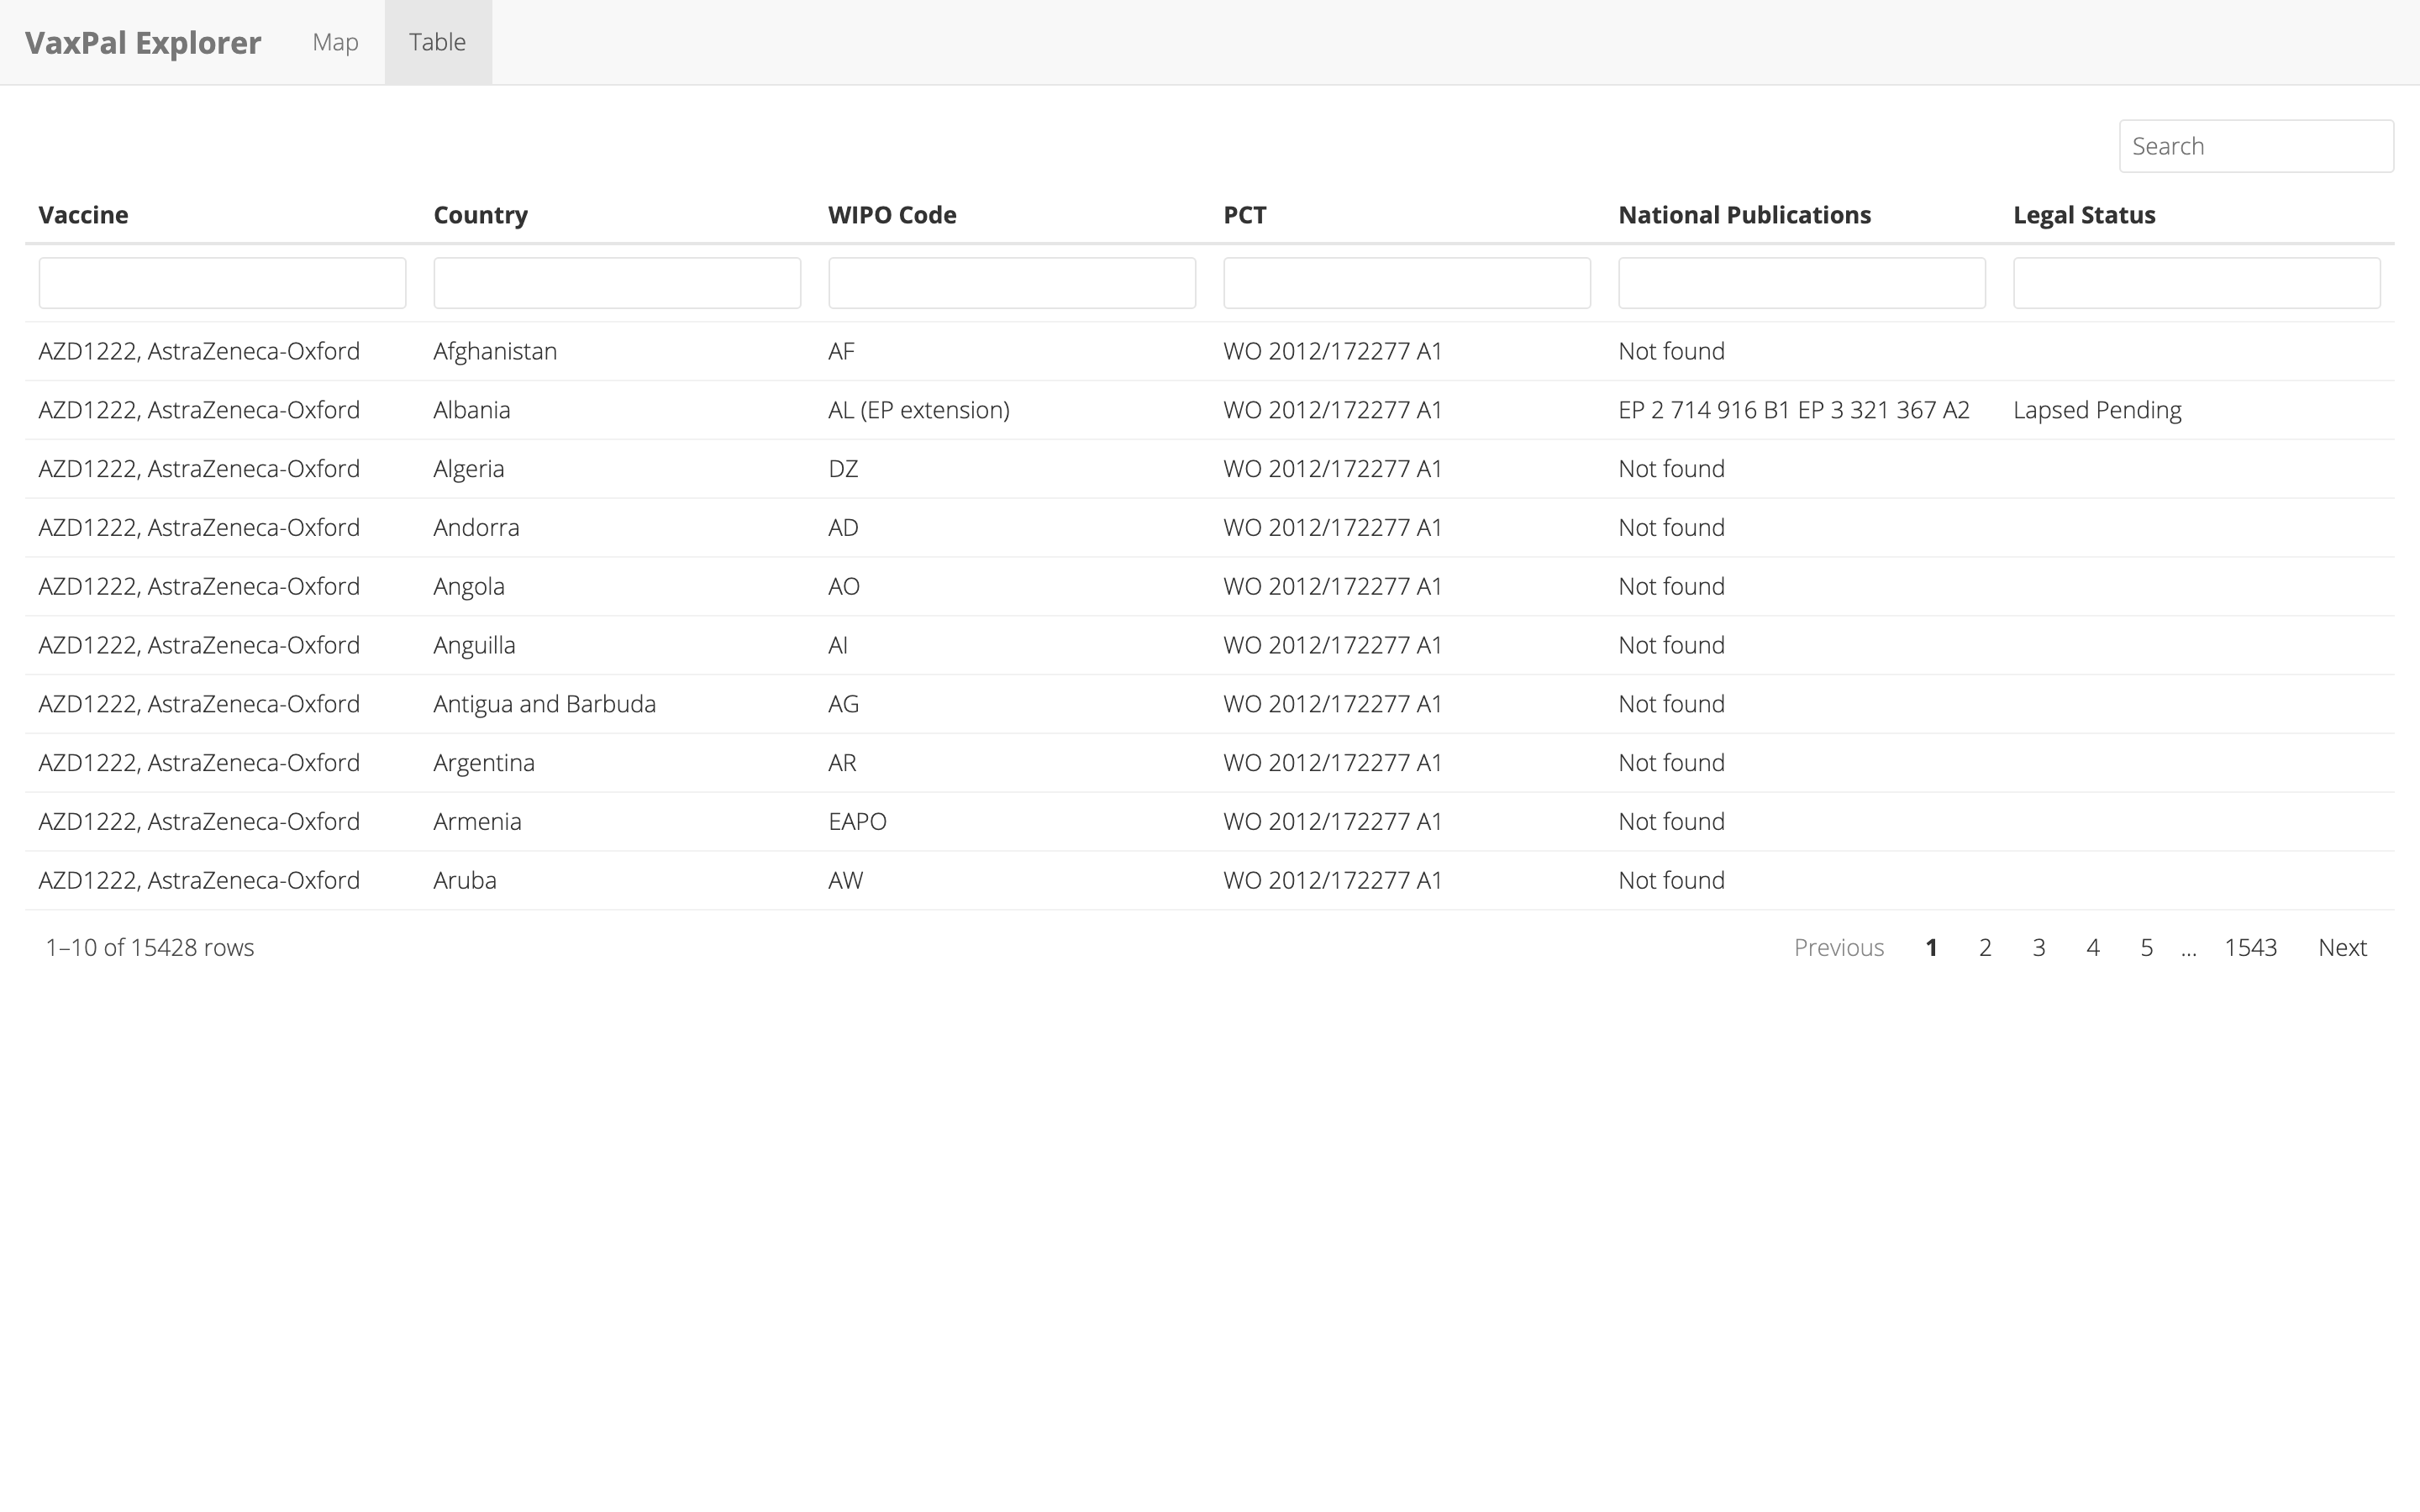 VaxPal Explorer Map Table
Search
Vaccine Country WIPO Code PCT National Publications Legal Status
AZD1222, AstraZeneca-Oxford Afghanistan AF WO 2012/172277 A1 Not found
AZD1222, AstraZeneca-Oxford Albania AL (EP extension) WO 2012/172277 A1 EP 2 714 916 B1 EP 3 321 367 A2 Lapsed Pending
AZD1222, AstraZeneca-Oxford Algeria DZ WO 2012/172277 A1 Not found
AZD1222, AstraZeneca-Oxford Andorra AD WO 2012/172277 A1 Not found
AZD1222, AstraZeneca-Oxford Angola AO WO 2012/172277 A1 Not found
AZD1222, AstraZeneca-Oxford Anguilla AI WO 2012/172277 A1 Not found
AZD1222, AstraZeneca-Oxford Antigua and Barbuda AG WO 2012/172277 A1 Not found
AZD1222, AstraZeneca-Oxford Argentina AR WO 2012/172277 A1 Not found
AZD1222, AstraZeneca-Oxford Armenia EAPO WO 2012/172277 A1 Not found
AZD1222, AstraZeneca-Oxford Aruba AW WO 2012/172277 A1 Not found
1–10 of 15428 rows Previous 1 2 3 4 5 ... 1543 Next